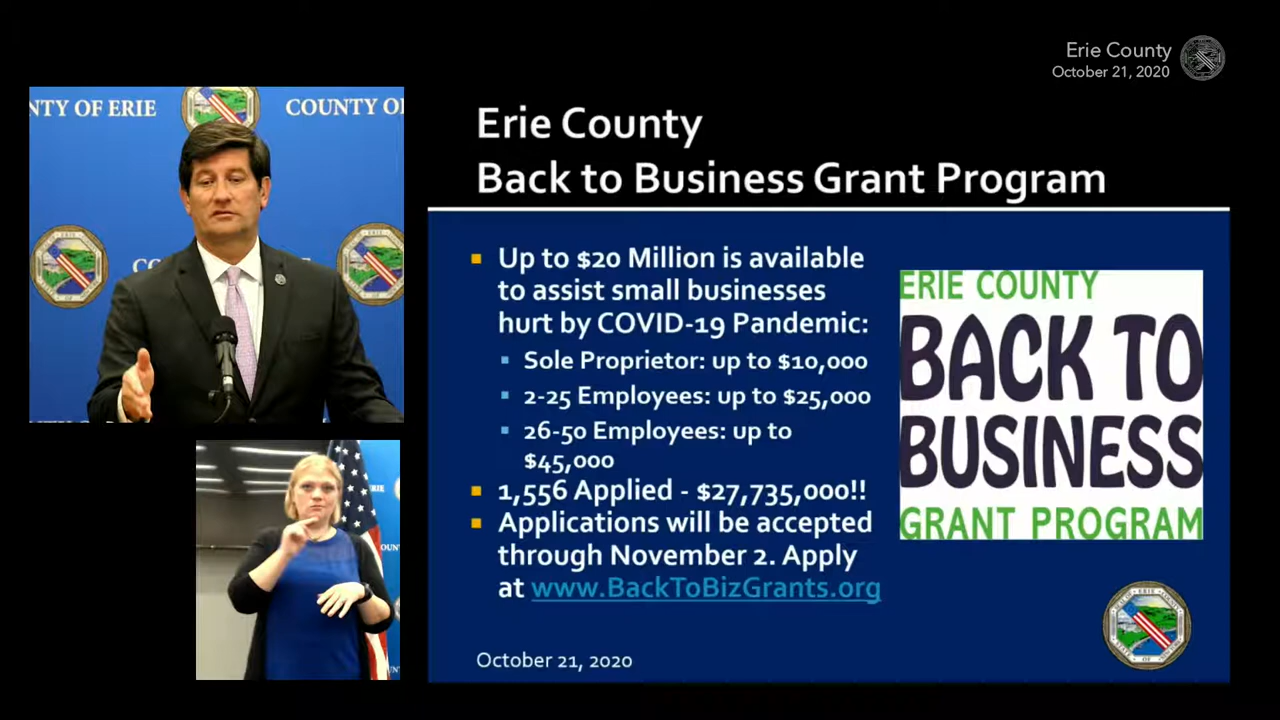 Erie County
October 21, 2020
NTY OF ERIE
COUNTY O
Erie County
Back to Business Grant Program
Up to $20 Million is available
to assist small businesses
hurt by COVID-19 Pandemic:
Sole Proprietor: up to $10,000
2-25 Employees: up to $25,000
26-50 Employees: up to
$45,000
1,556 Applied - $27,735,000!!
Applications will be accepted
through November 2. Apply
at www.BackToBizGrants.org
October 21, 2020
ERIE COUNTY
BACK TO
BUSINESS
GRANT PROGRAM